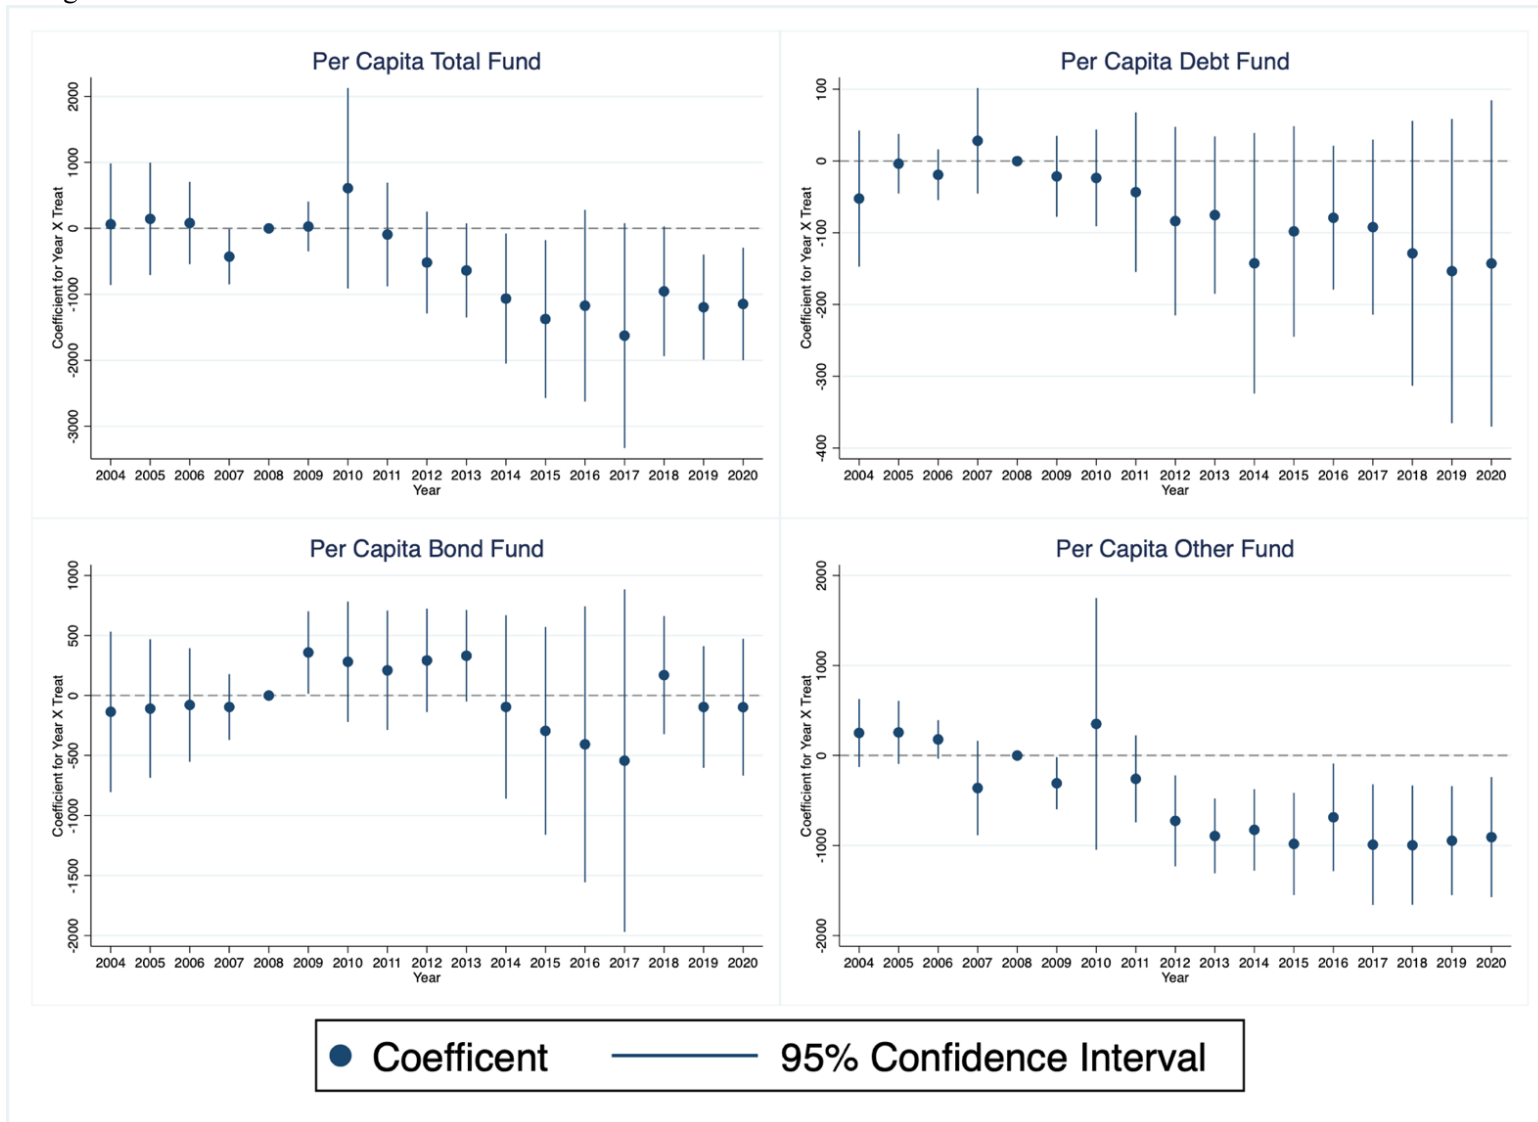 Per Capita Total Fund
Coefficient for Year X Treat
2000
1000
0
-1000
-2000
-3000
2004 2005 2006 2007 2008 2009 2010 2011 2012 2013 2014 2015 2016 2017 2018 2019 2020
Year
Per Capita Debt Fund
Coefficient for Year X Treat
100
0
-100
-200
-300
-400
2004 2005 2006 2007 2008 2009 2010 2011 2012 2013 2014 2015 2016 2017 2018 2019 2020
Year
Per Capita Bond Fund
Coefficient for Year X Treat
1000
500
0
-500
-1000
-1500
-2000
2004 2005 2006 2007 2008 2009 2010 2011 2012 2013 2014 2015 2016 2017 2018 2019 2020
Year
Per Capita Other Fund
Coefficient for Year X Treat
2000
1000
0
-1000
-2000
2004 2005 2006 2007 2008 2009 2010 2011 2012 2013 2014 2015 2016 2017 2018 2019 2020
Year
Coefficent
95% Confidence Interval